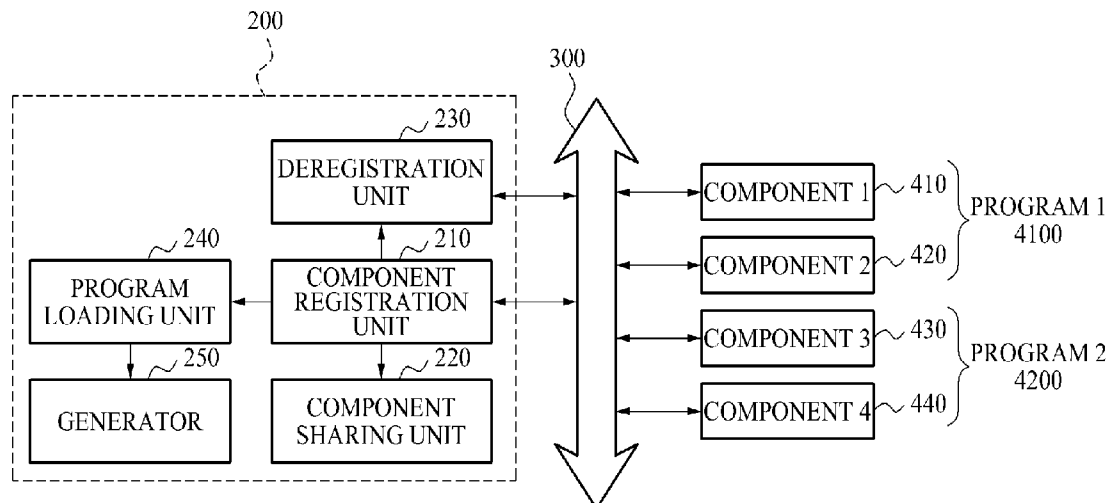 200
300
230
DEREGISTRATION
UNIT
240
PROGRAM
LOADING UNIT
210
COMPONENT
REGISTRATION
UNIT
250
GENERATOR
220
COMPONENT
SHARING UNIT
COMPONENT 1
410
COMPONENT 2
420
PROGRAM 1
4100
COMPONENT 3
430
COMPONENT 4
440
PROGRAM 2
4200